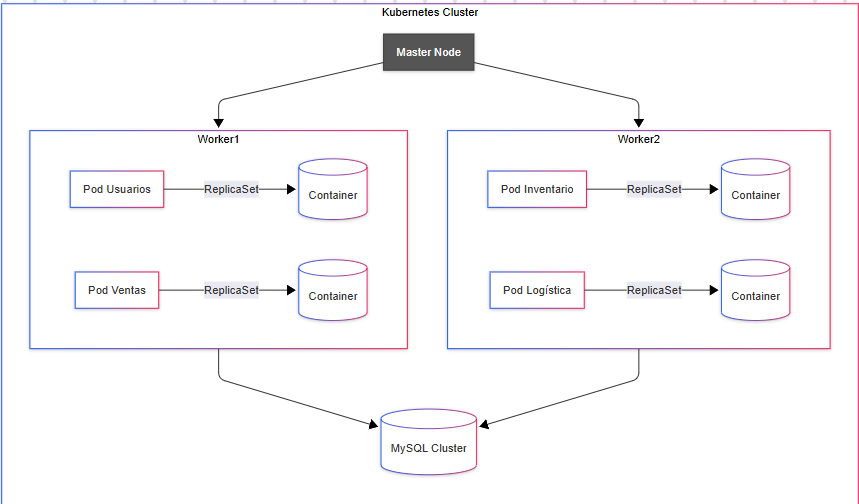 Kubernetes Cluster
Master Node
Worker1
Pod Usuarios
ReplicaSet
Container
Pod Ventas
ReplicaSet
Container
Worker2
Pod Inventario
ReplicaSet
Container
Pod Logística
ReplicaSet
Container
MySQL Cluster